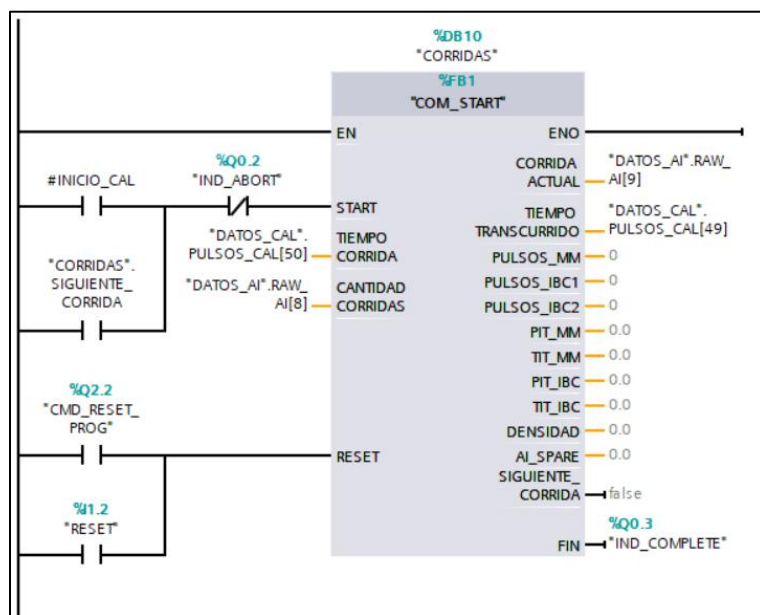 %DB10
"CORRIDAS"
%FB1
"COM_START"
EN
ENO
#INICIO_CAL
%Q0.2
"IND_ABORT"
START
"CORRIDAS".
SIGUIENTE_
CORRIDA
"DATOS_CAL".
PULSOS_CAL[50]
TIEMPO
CORRIDA
"DATOS_AI".RAW_
AI[8]
CANTIDAD
CORRIDAS
%Q2.2
"CMD_RESET_
PROG"
RESET
%I1.2
"RESET"
CORRIDA
ACTUAL
"DATOS_AI".RAW_
AI[9]
TIEMPO
TRANSCURRIDO
"DATOS_CAL".
PULSOS_CAL[49]
PULSOS_MM
0
PULSOS_IBC1
0
PULSOS_IBC2
0
PIT_MM
0.0
TIT_MM
0.0
PIT_IBC
0.0
TIT_IBC
0.0
DENSIDAD
0.0
AI_SPARE
0.0
SIGUIENTE_
CORRIDA
false
%Q0.3
FIN
"IND_COMPLETE"